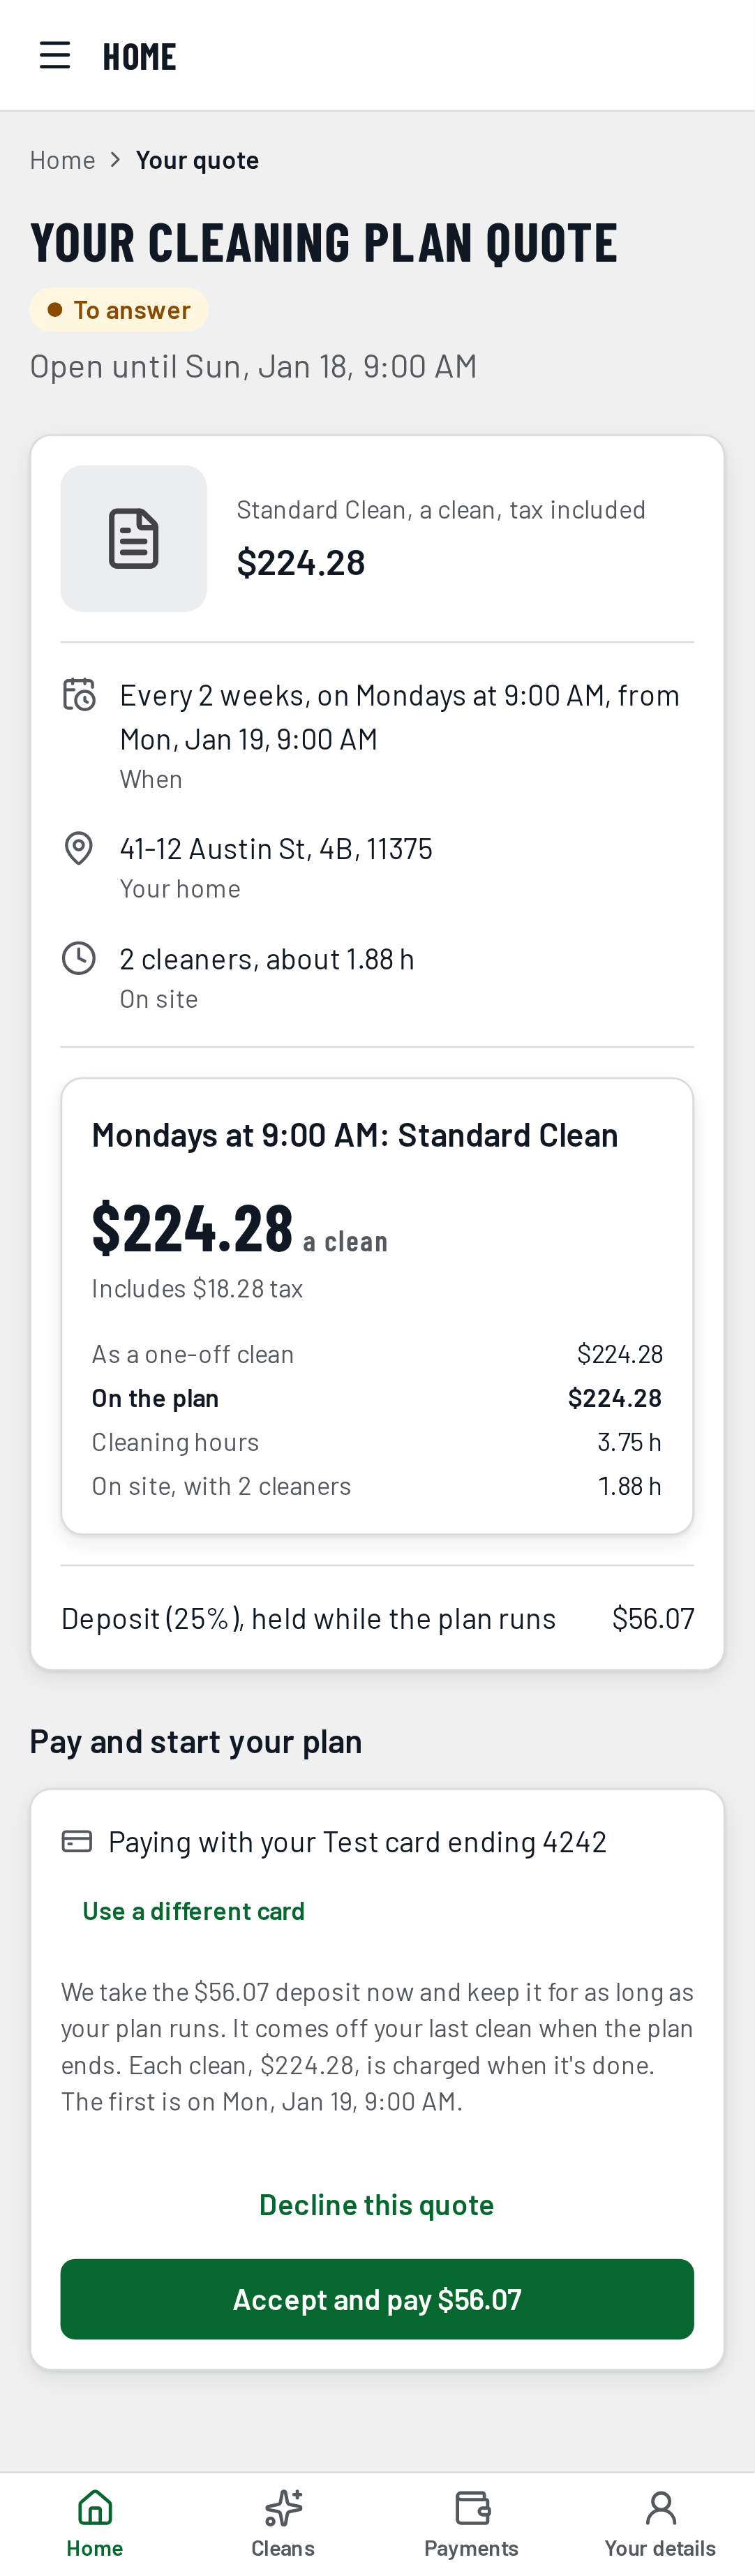 HOME
Home > Your quote
YOUR CLEANING PLAN QUOTE
To answer
Open until Sun, Jan 18, 9:00 AM
Standard Clean, a clean, tax included
$224.28
Every 2 weeks, on Mondays at 9:00 AM, from
Mon, Jan 19, 9:00 AM
When
41-12 Austin St, 4B, 11375
Your home
2 cleaners, about 1.88 h
On site
Mondays at 9:00 AM: Standard Clean
$224.28 a clean
Includes $18.28 tax
As a one-off clean $224.28
On the plan $224.28
Cleaning hours 3.75 h
On site, with 2 cleaners 1.88 h
Deposit (25%), held while the plan runs $56.07
Pay and start your plan
Paying with your Test card ending 4242
Use a different card
We take the $56.07 deposit now and keep it for as long as
your plan runs. It comes off your last clean when the plan
ends. Each clean, $224.28, is charged when it's done.
The first is on Mon, Jan 19, 9:00 AM.
Decline this quote
Accept and pay $56.07
Home Cleans Payments Your details